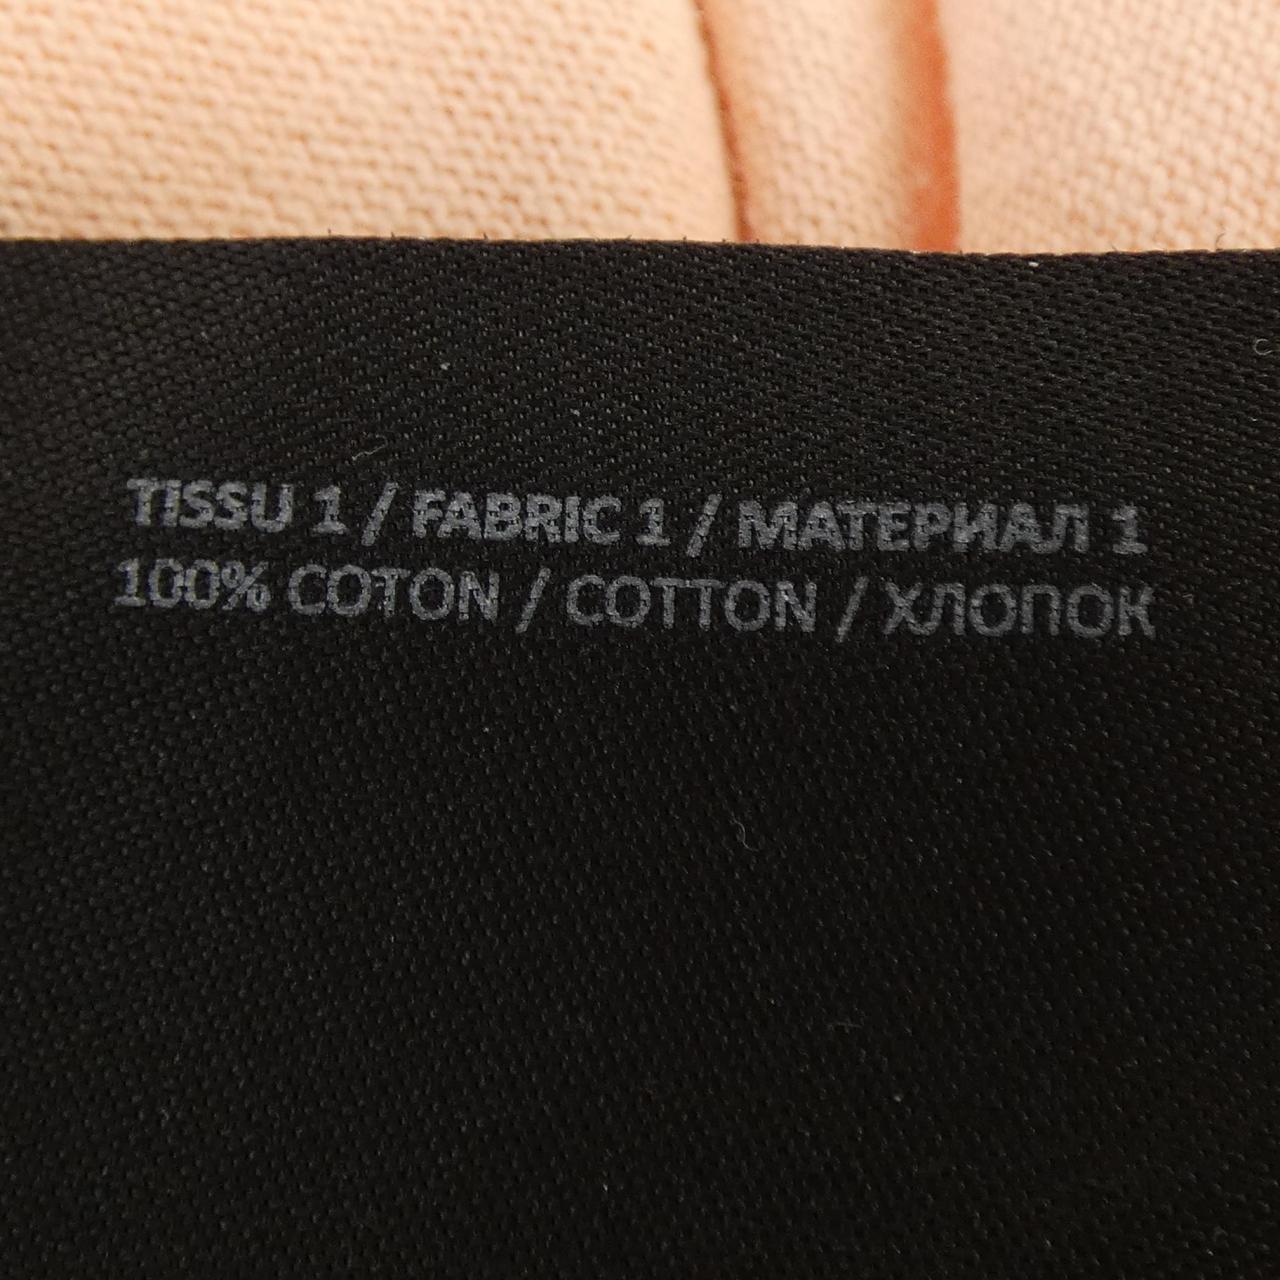 TISSU 1 / FABRIC 1 / МАТЕРИАЛ 1
100% COTON / COTTON / ХЛОПОК